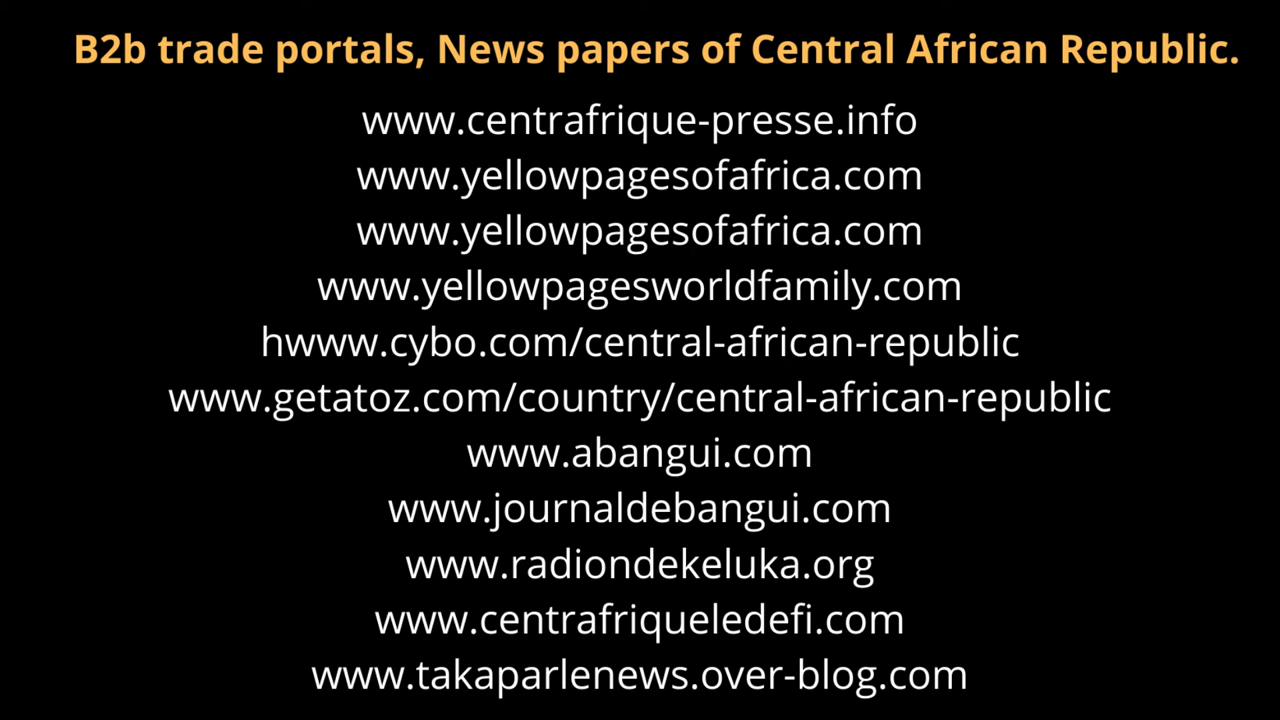 B2b trade portals, News papers of Central African Republic.
www.centrafrique-presse.info
www.yellowpagesofafrica.com
www.yellowpagesofafrica.com
www.yellowpagesworldfamily.com
hwww.cybo.com/central-african-republic
www.getatoz.com/country/central-african-republic
www.abangui.com
www.journaldebangui.com
www.radiondekeluka.org
www.centrafriqueledefi.com
www.takaparlenews.over-blog.com